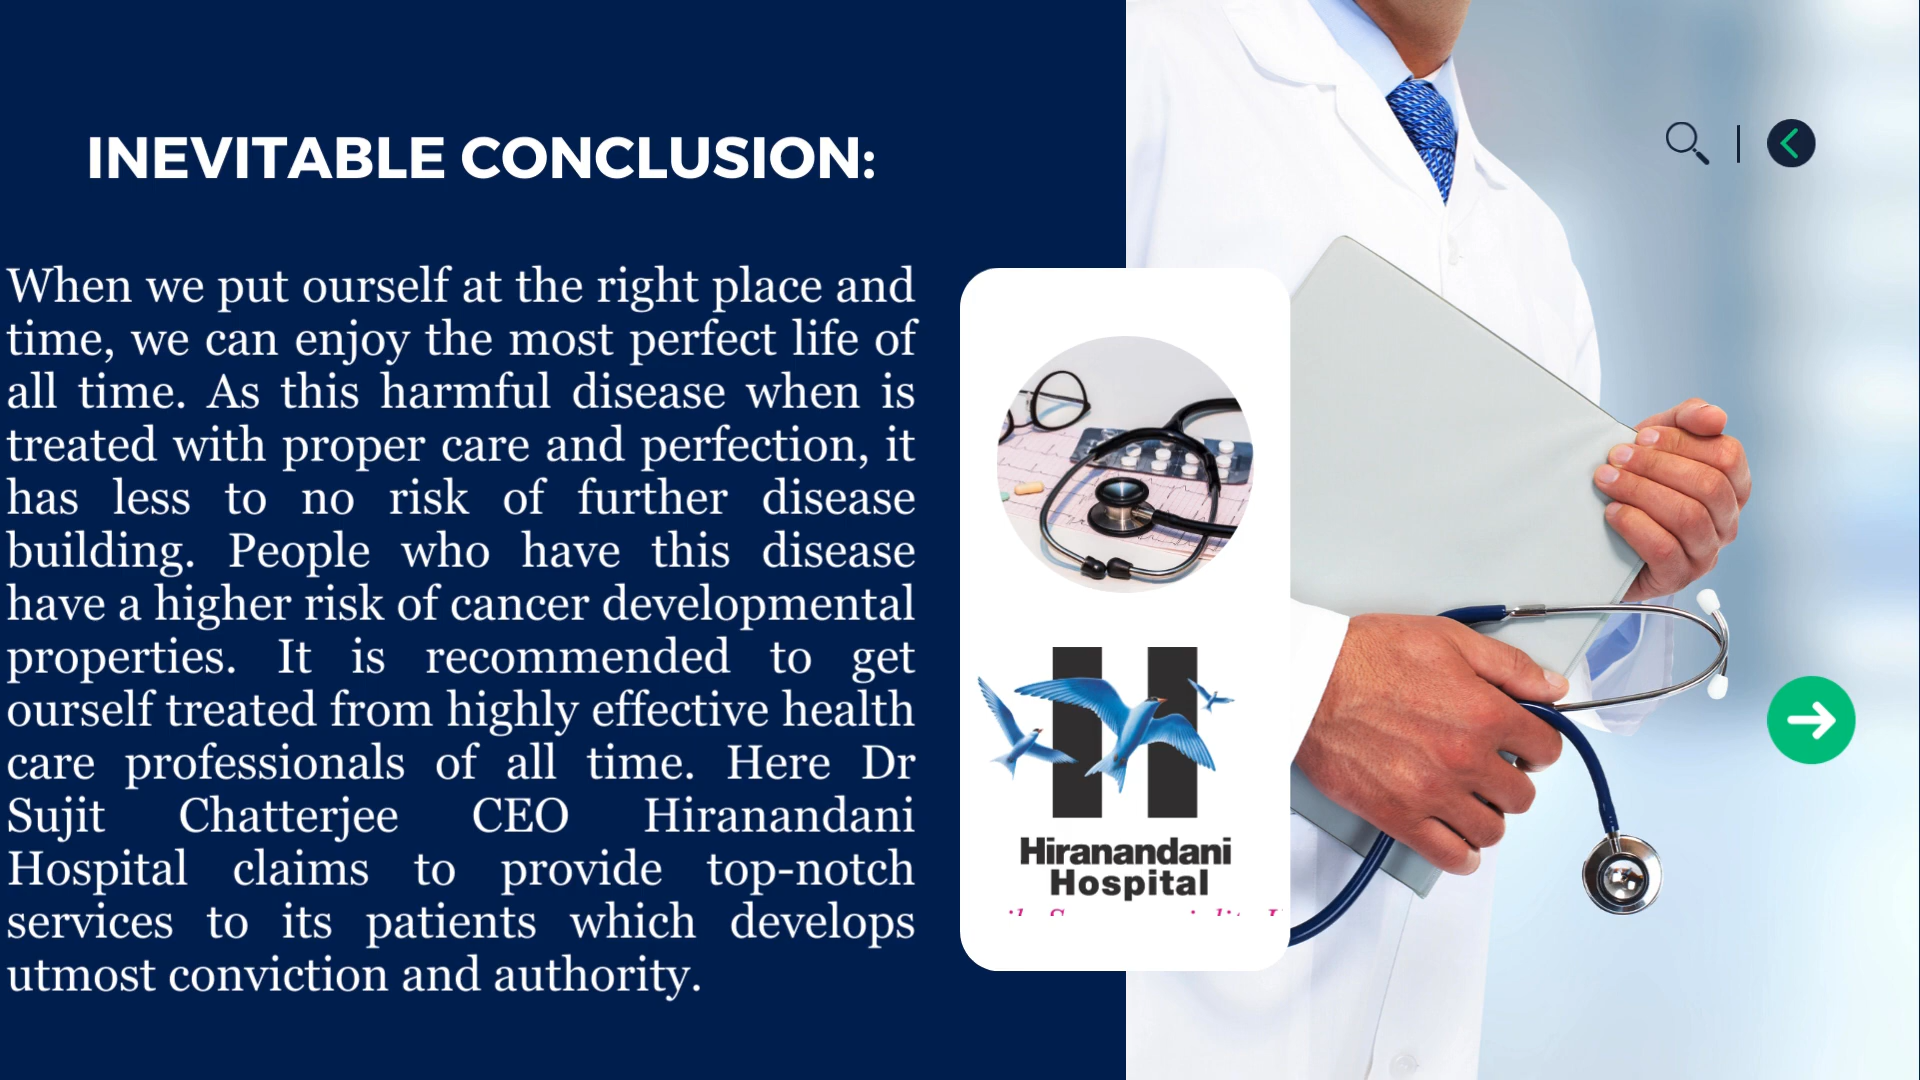 INEVITABLE CONCLUSION:
When we put ourself at the right place and
time, we can enjoy the most perfect life of
all time. As this harmful disease when is
treated with proper care and perfection, it
has less to no risk of further disease
building. People who have this disease
have a higher risk of cancer developmental
properties. It is recommended to get
ourself treated from highly effective health
care professionals of all time. Here Dr
Sujit Chatterjee CEO Hiranandani
Hospital claims to provide top-notch
services to its patients which develops
utmost conviction and authority.
H
Hiranandani
Hospital